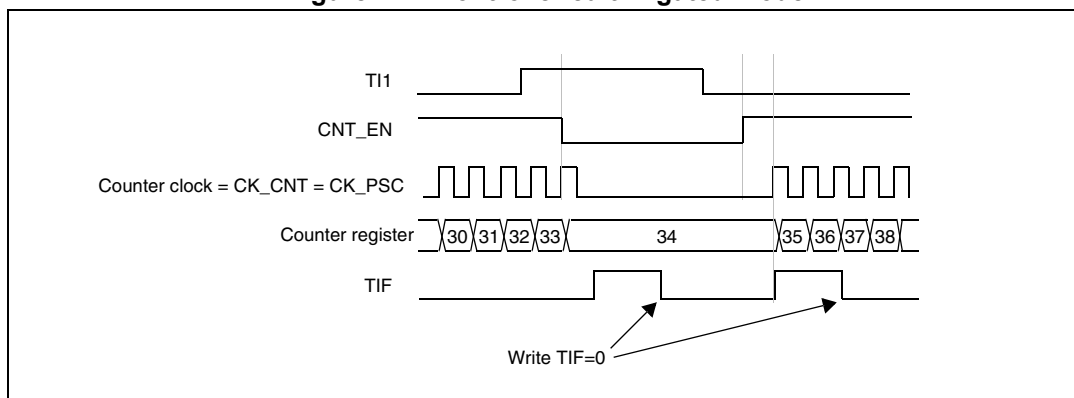 TI1
CNT_EN
Counter clock = CK_CNT = CK_PSC
Counter register 30 31 32 33 34 35 36 37 38
TIF
Write TIF=0